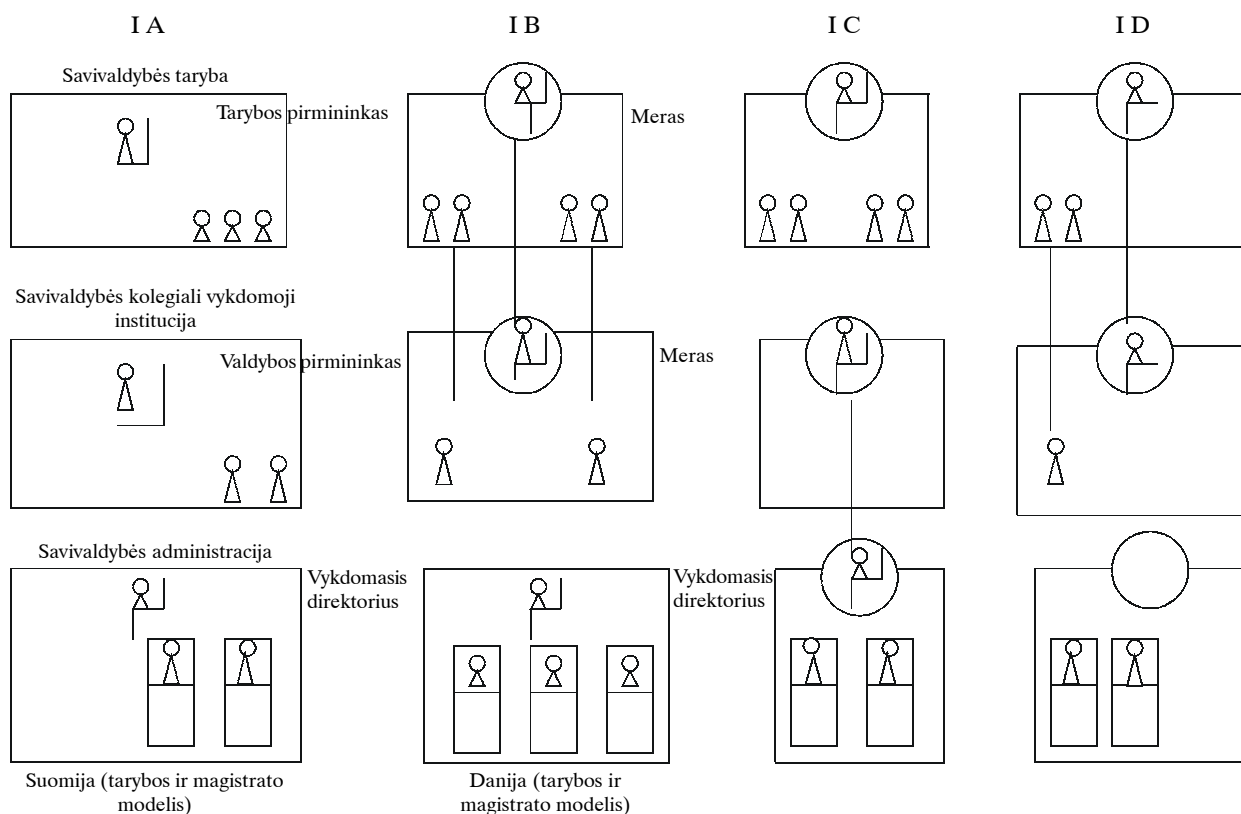 I A
I B
I C
I D
Savivaldybės taryba
Tarybos pirmininkas
Meras
Savivaldybės kolegiali vykdomoji
institucija
Valdybos pirmininkas
Meras
Savivaldybės administracija
Vykdomasis
direktorius
Vykdomasis
direktorius
Suomija (tarybos ir magistrato
modelis)
Danija (tarybos ir
magistrato modelis)